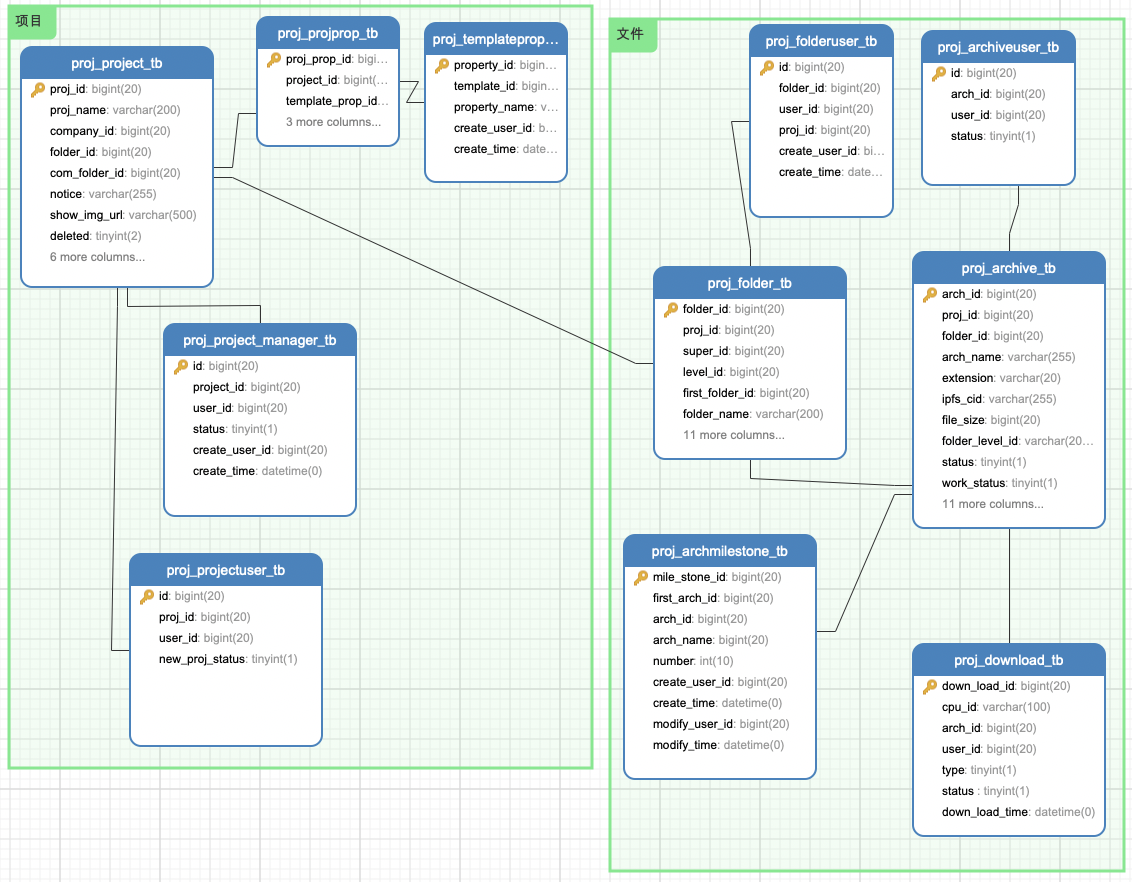 项目
proj_project_tb
proj_id: bigint(20)
proj_name: varchar(200)
company_id: bigint(20)
folder_id: bigint(20)
com_folder_id: bigint(20)
notice: varchar(255)
show_img_url: varchar(500)
deleted: tinyint(2)
6 more columns...
proj_projprop_tb
proj_prop_id: bigi...
project_id: bigint(...
template_prop_id...
3 more columns...
proj_templateprop...
property_id: bigin...
template_id: bigin...
property_name: v...
create_user_id: b...
create_time: date...
proj_project_manager_tb
id: bigint(20)
project_id: bigint(20)
user_id: bigint(20)
status: tinyint(1)
create_user_id: bigint(20)
create_time: datetime(0)
proj_projectuser_tb
id: bigint(20)
proj_id: bigint(20)
user_id: bigint(20)
new_proj_status: tinyint(1)
文件
proj_folderuser_tb
id: bigint(20)
folder_id: bigint(20)
user_id: bigint(20)
proj_id: bigint(20)
create_user_id: bi...
create_time: date...
proj_archiveuser_tb
id: bigint(20)
arch_id: bigint(20)
user_id: bigint(20)
status: tinyint(1)
proj_folder_tb
folder_id: bigint(20)
proj_id: bigint(20)
super_id: bigint(20)
level_id: bigint(20)
first_folder_id: bigint(20)
folder_name: varchar(200)
11 more columns...
proj_archive_tb
arch_id: bigint(20)
proj_id: bigint(20)
folder_id: bigint(20)
arch_name: varchar(255)
extension: varchar(20)
ipfs_cid: varchar(255)
file_size: bigint(20)
folder_level_id: varchar(20...
status: tinyint(1)
work_status: tinyint(1)
11 more columns...
proj_archmilestone_tb
mile_stone_id: bigint(20)
first_arch_id: bigint(20)
arch_id: bigint(20)
arch_name: bigint(20)
number: int(10)
create_user_id: bigint(20)
create_time: datetime(0)
modify_user_id: bigint(20)
modify_time: datetime(0)
proj_download_tb
down_load_id: bigint(20)
cpu_id: varchar(100)
arch_id: bigint(20)
user_id: bigint(20)
type: tinyint(1)
status : tinyint(1)
down_load_time: datetime(0)